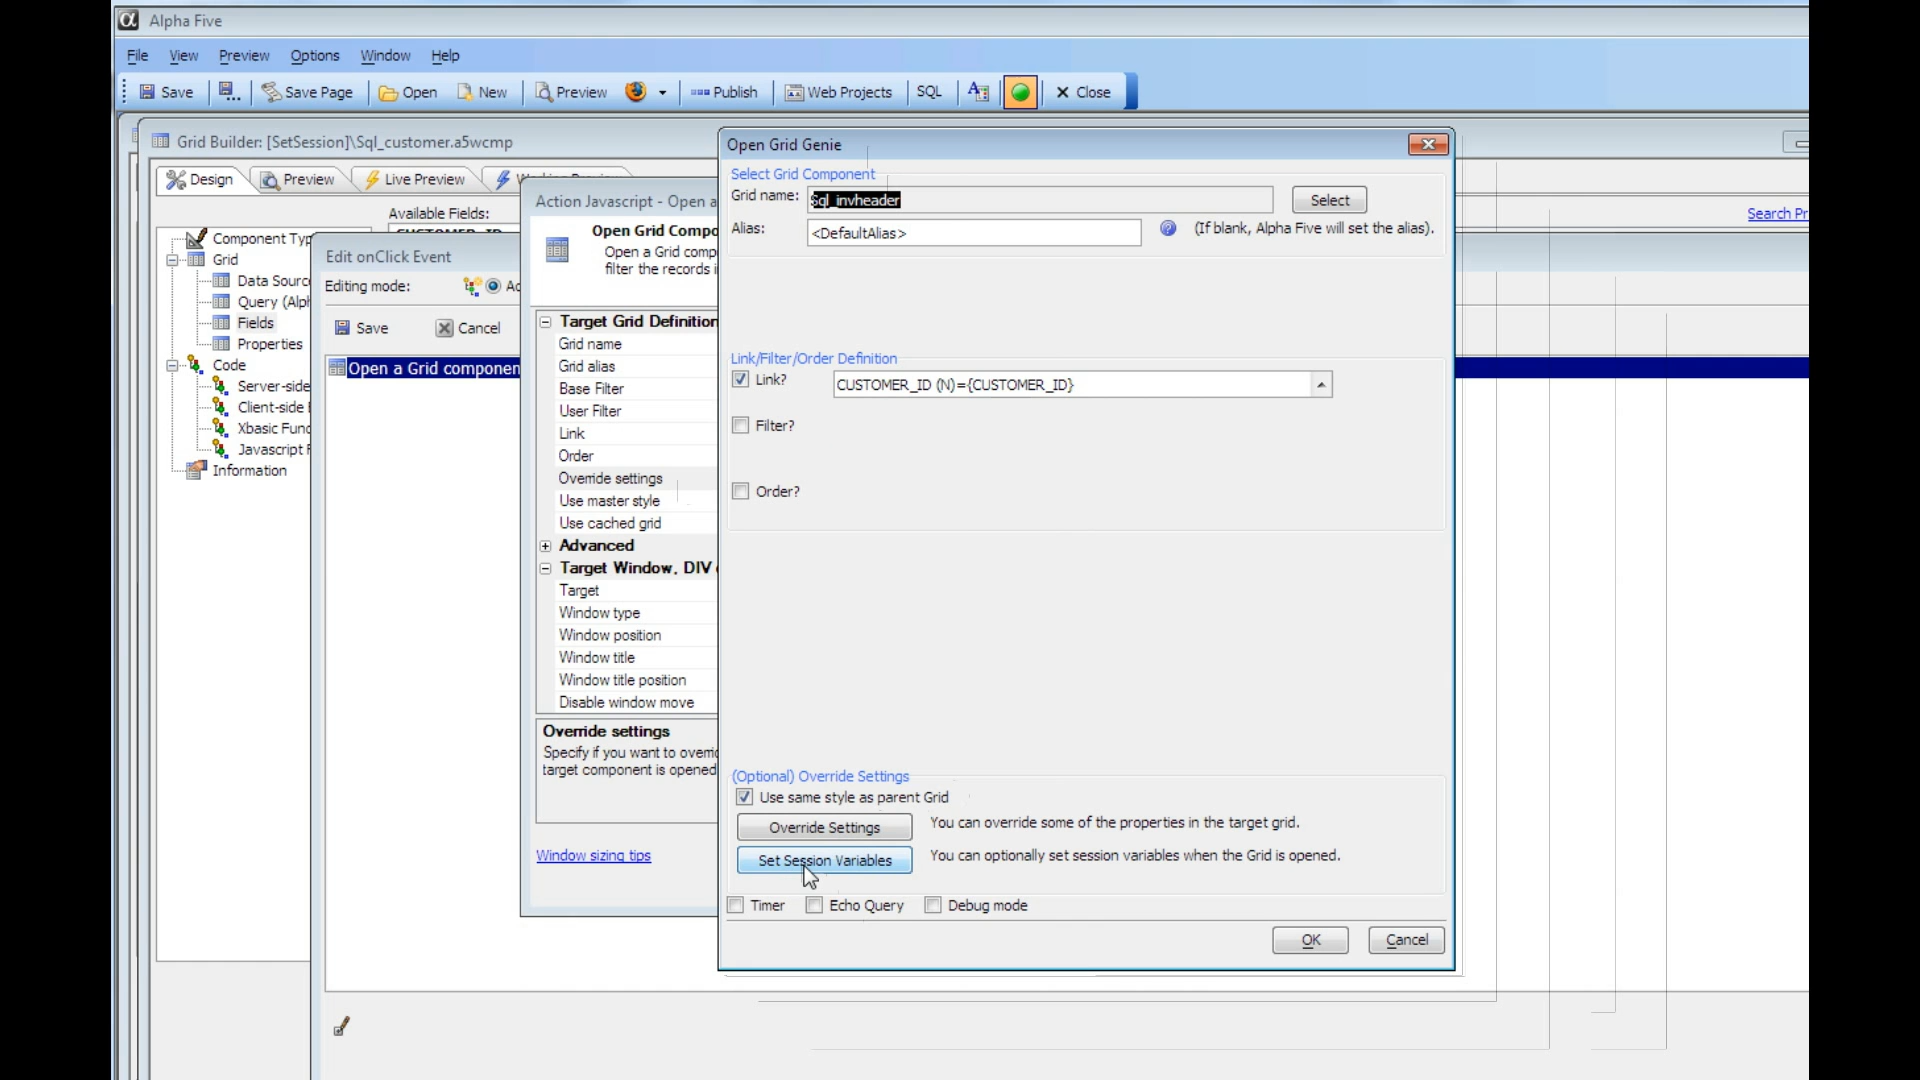 Alpha Five
File View Preview Options Window Help
Save Save Page Open New Preview Publish Web Projects SQL Close
Grid Builder: [SetSession]\Sql_customer.a5wcmp
Design Preview Live Preview
Available Fields:
Search Pr
Component Typ
Grid
Data Sourc
Query (Alph
Fields
Properties
Code
Server-side
Client-side
Xbasic Func
Javascript F
Information
Edit onClick Event
Editing mode:
Save Cancel
Open a Grid componen
Action Javascript - Open a
Open Grid Compo
Open a Grid comp
filter the records i
Target Grid Definition
Grid name
Grid alias
Base Filter
User Filter
Link
Order
Override settings
Use master style
Use cached grid
Advanced
Target Window, DIV
Target
Window type
Window position
Window title
Window title position
Disable window move
Override settings
Specify if you want to overrid
target component is opened
Window sizing tips
Open Grid Genie
Select Grid Component
Grid name: Sql_invheader Select
Alias: <DefaultAlias> (If blank, Alpha Five will set the alias).
Link/Filter/Order Definition
Link? CUSTOMER_ID (N)={CUSTOMER_ID}
Filter?
Order?
(Optional) Override Settings
Use same style as parent Grid
Override Settings You can override some of the properties in the target grid.
Set Session Variables You can optionally set session variables when the Grid is opened.
Timer Echo Query Debug mode
OK Cancel